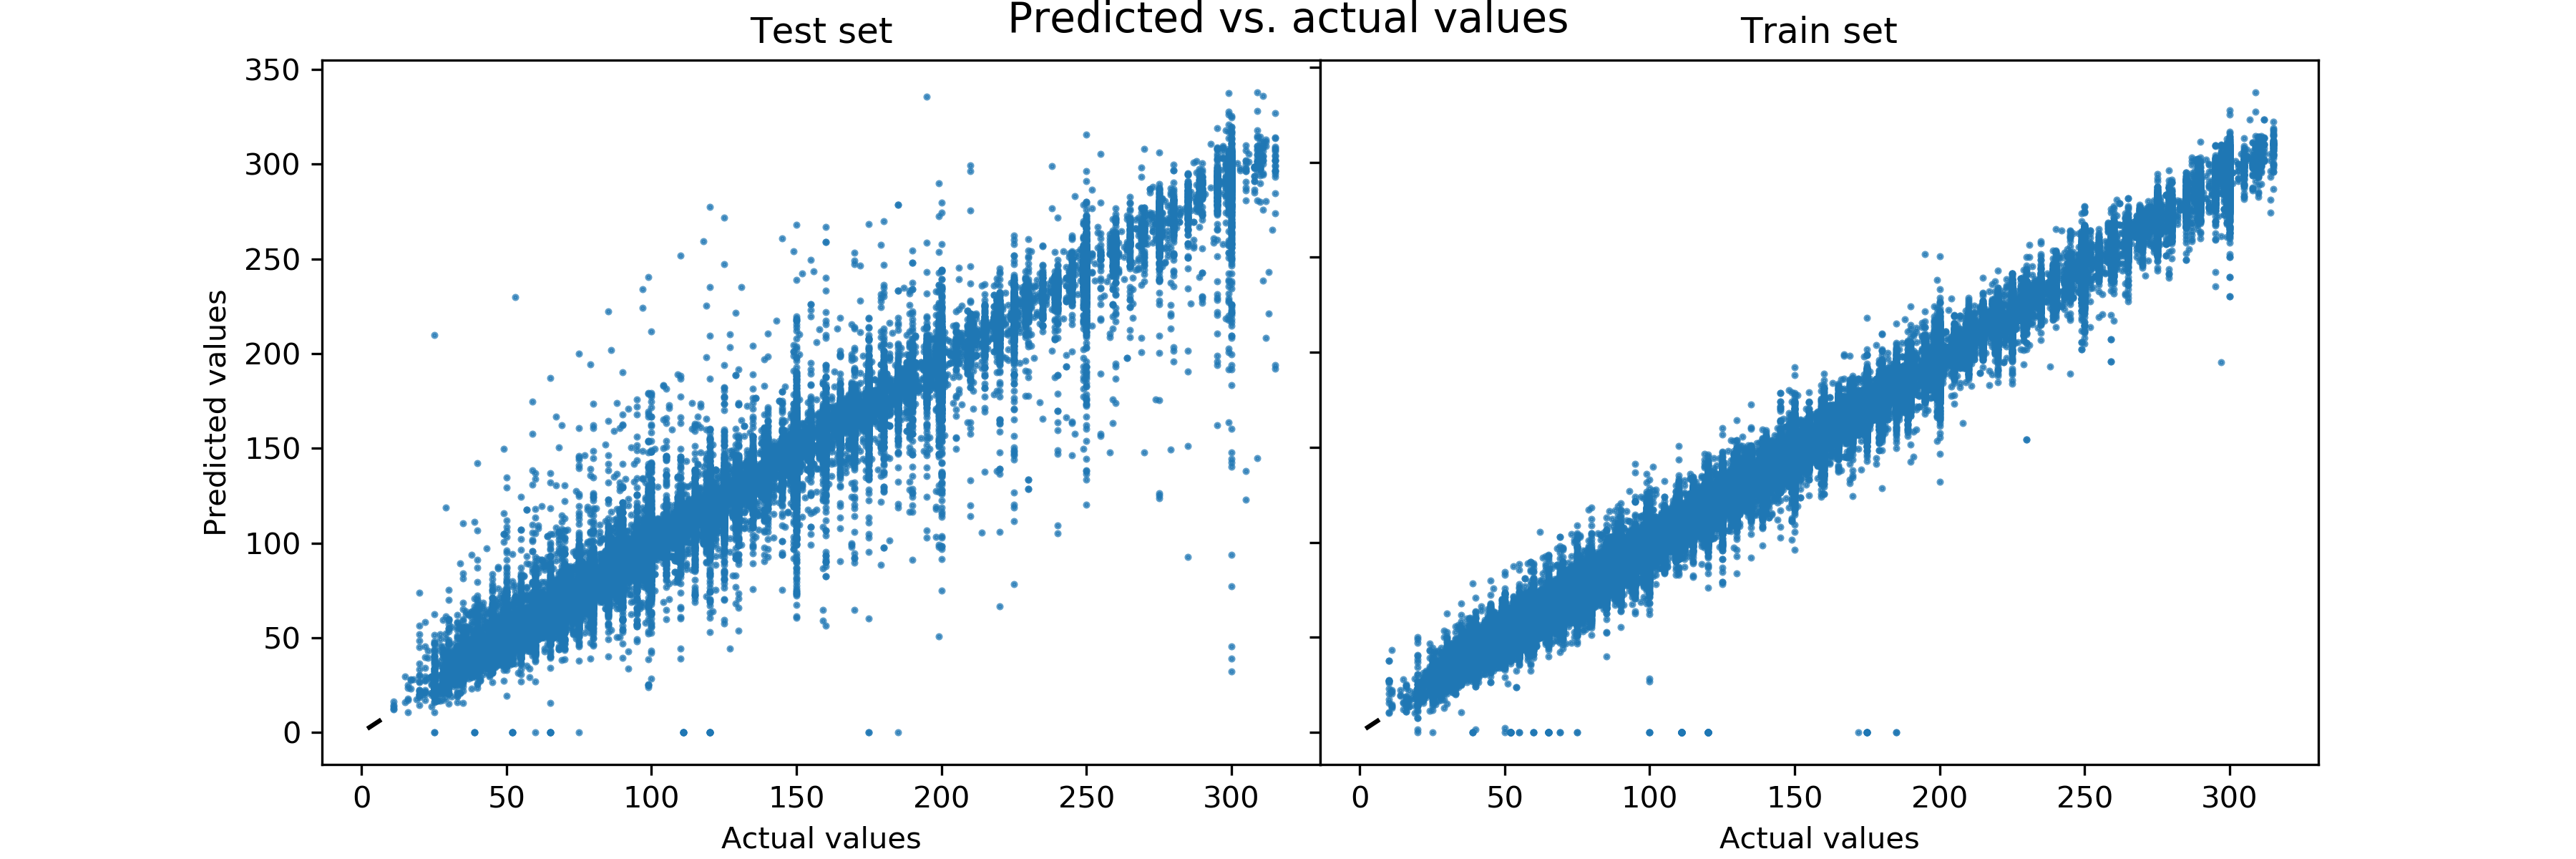 Predicted vs. actual values
Test set
Train set
350
300
250
200
150
100
50
0
Predicted values
0 50 100 150 200 250 300
0 50 100 150 200 250 300
Actual values
Actual values